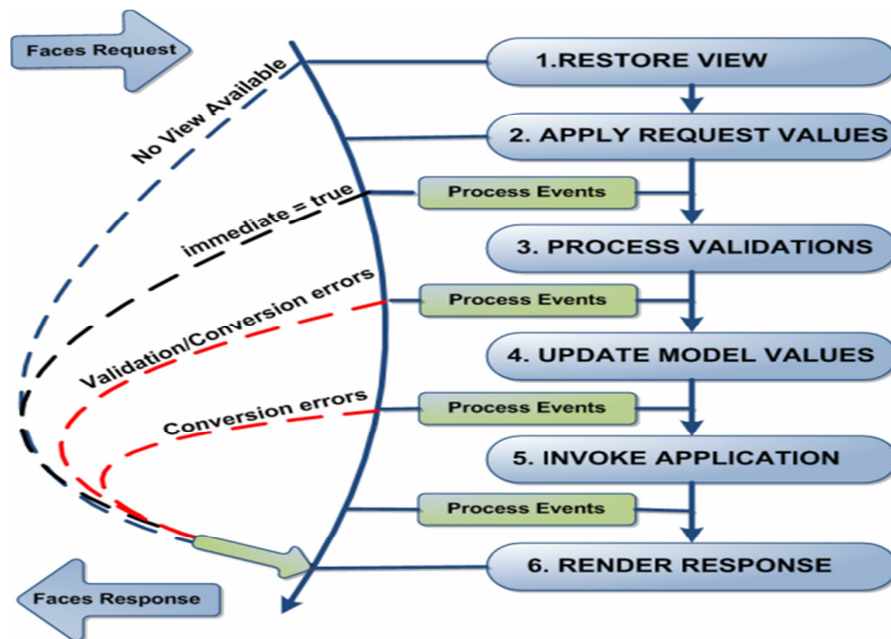 Faces Request
1.RESTORE VIEW
No View Available
2. APPLY REQUEST VALUES
Process Events
immediate = true
3. PROCESS VALIDATIONS
Process Events
Validation/Conversion errors
4. UPDATE MODEL VALUES
Process Events
Conversion errors
5. INVOKE APPLICATION
Process Events
6. RENDER RESPONSE
Faces Response